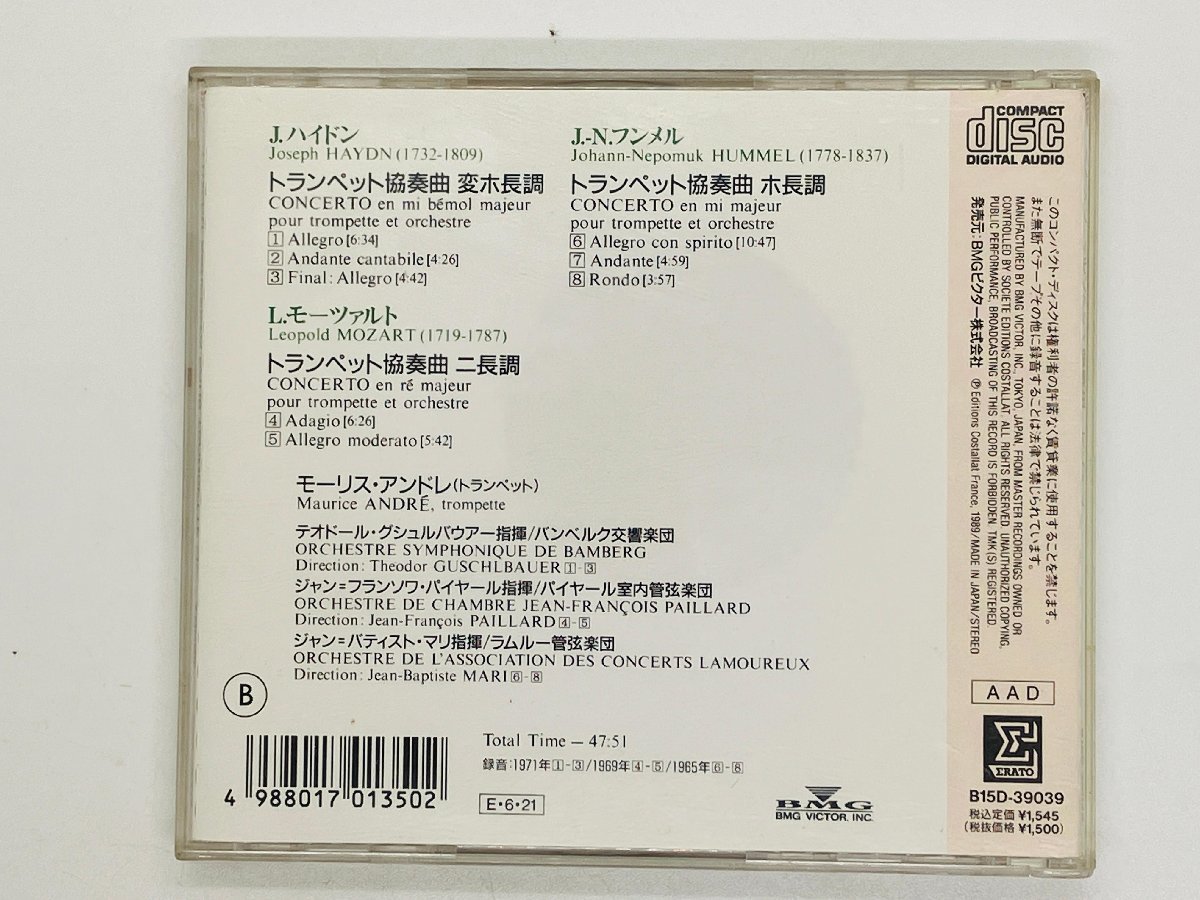 J.ハイドン
Joseph HAYDN (1732-1809)
トランペット協奏曲 変ホ長調
CONCERTO en mi bémol majeur
pour trompette et orchestre
1 Allegro [6:34]
2 Andante cantabile [4:26]
3 Final: Allegro [4:42]
L.モーツァルト
Leopold MOZART (1719-1787)
トランペット協奏曲 ニ長調
CONCERTO en ré majeur
pour trompette et orchestre
4 Adagio [6:26]
5 Allegro moderato [5:42]
J.-N.フンメル
Johann-Nepomuk HUMMEL (1778-1837)
トランペット協奏曲 ホ長調
CONCERTO en mi majeur
pour trompette et orchestre
6 Allegro con spirito [10:47]
7 Andante [4:59]
8 Rondo [3:57]
モーリス・アンドレ(トランペット)
Maurice ANDRÉ, trompette
テオドール・グシュルバウアー指揮/バンベルク交響楽団
ORCHESTRE SYMPHONIQUE DE BAMBERG
Direction: Theodor GUSCHLBAUER 1-3
ジャン=フランソワ・パイヤール指揮/パイヤール室内管弦楽団
ORCHESTRE DE CHAMBRE JEAN-FRANÇOIS PAILLARD
Direction: Jean-François PAILLARD 4-5
ジャン=バティスト・マリ指揮/ラムルー管弦楽団
ORCHESTRE DE L'ASSOCIATION DES CONCERTS LAMOUREUX
Direction: Jean-Baptiste MARI 6-8
B
Total Time — 47:51
録音:1971年1-3/1969年4-5/1965年6-8
4 988017 013502
E・6・21
BMG
BMG VICTOR, INC.
COMPACT
disc
DIGITAL AUDIO
このコンパクト・ディスクは権利者の許諾なく賃貸業に使用することを禁じます。
また無断でテープその他に録音することは法律で禁じられています。
MANUFACTURED BY BMG VICTOR, INC., TOKYO, JAPAN, FROM MASTER RECORDINGS OWNED OR
CONTROLLED BY SOCIETE EDITIONS COSTALLAT. ALL RIGHTS RESERVED UNAUTHORIZED COPYING,
PUBLIC PERFORMANCE, BROADCASTING OF THIS RECORD IS FORBIDDEN. TMK(S) REGISTERED
発売元:BMGビクター株式会社 ℗ Editions Costallat France, 1989/MADE IN JAPAN/STEREO
AAD
ERATO
B15D-39039
税込定価 ¥1,545
(税抜価格 ¥1,500)